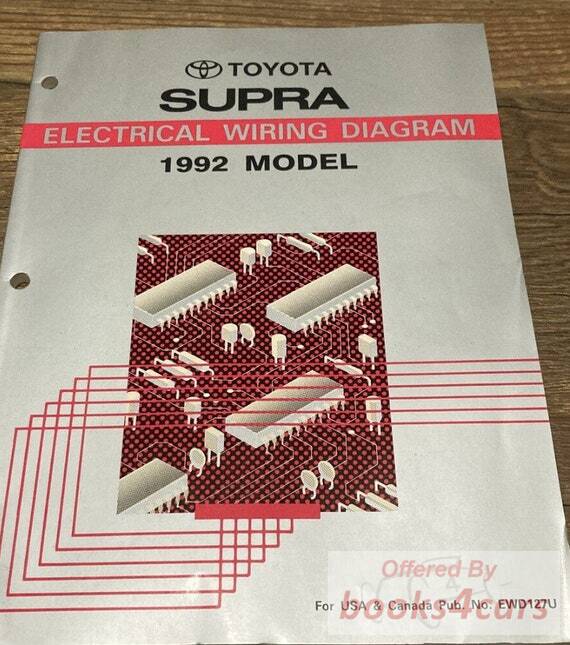 TOYOTA
SUPRA
ELECTRICAL WIRING DIAGRAM
1992 MODEL
Offered By
books4cars
For USA & Canada Pub. No. EWD127U